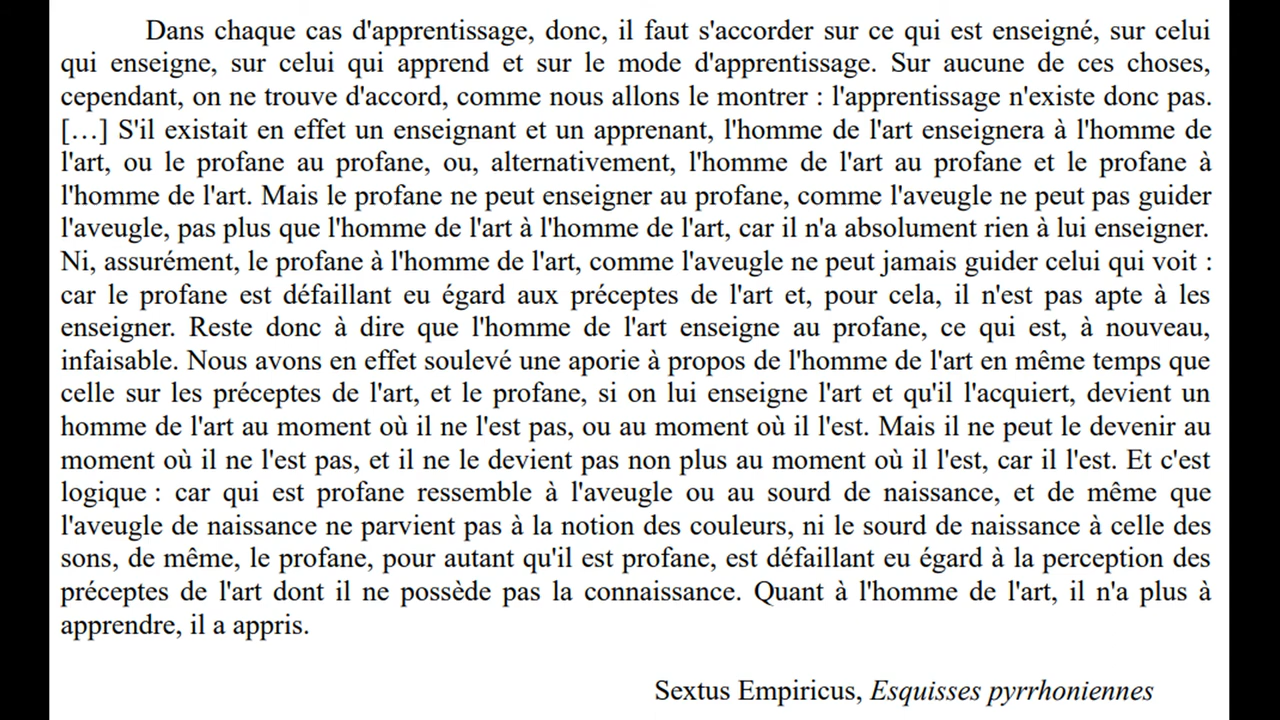 Dans chaque cas d'apprentissage, donc, il faut s'accorder sur ce qui est enseigné, sur celui
qui enseigne, sur celui qui apprend et sur le mode d'apprentissage. Sur aucune de ces choses,
cependant, on ne trouve d'accord, comme nous allons le montrer : l'apprentissage n'existe donc pas.
[…] S'il existait en effet un enseignant et un apprenant, l'homme de l'art enseignera à l'homme de
l'art, ou le profane au profane, ou, alternativement, l'homme de l'art au profane et le profane à
l'homme de l'art. Mais le profane ne peut enseigner au profane, comme l'aveugle ne peut pas guider
l'aveugle, pas plus que l'homme de l'art à l'homme de l'art, car il n'a absolument rien à lui enseigner.
Ni, assurément, le profane à l'homme de l'art, comme l'aveugle ne peut jamais guider celui qui voit :
car le profane est défaillant eu égard aux préceptes de l'art et, pour cela, il n'est pas apte à les
enseigner. Reste donc à dire que l'homme de l'art enseigne au profane, ce qui est, à nouveau,
infaisable. Nous avons en effet soulevé une aporie à propos de l'homme de l'art en même temps que
celle sur les préceptes de l'art, et le profane, si on lui enseigne l'art et qu'il l'acquiert, devient un
homme de l'art au moment où il ne l'est pas, ou au moment où il l'est. Mais il ne peut le devenir au
moment où il ne l'est pas, et il ne le devient pas non plus au moment où il l'est, car il l'est. Et c'est
logique : car qui est profane ressemble à l'aveugle ou au sourd de naissance, et de même que
l'aveugle de naissance ne parvient pas à la notion des couleurs, ni le sourd de naissance à celle des
sons, de même, le profane, pour autant qu'il est profane, est défaillant eu égard à la perception des
préceptes de l'art dont il ne possède pas la connaissance. Quant à l'homme de l'art, il n'a plus à
apprendre, il a appris.
Sextus Empiricus, Esquisses pyrrhoniennes